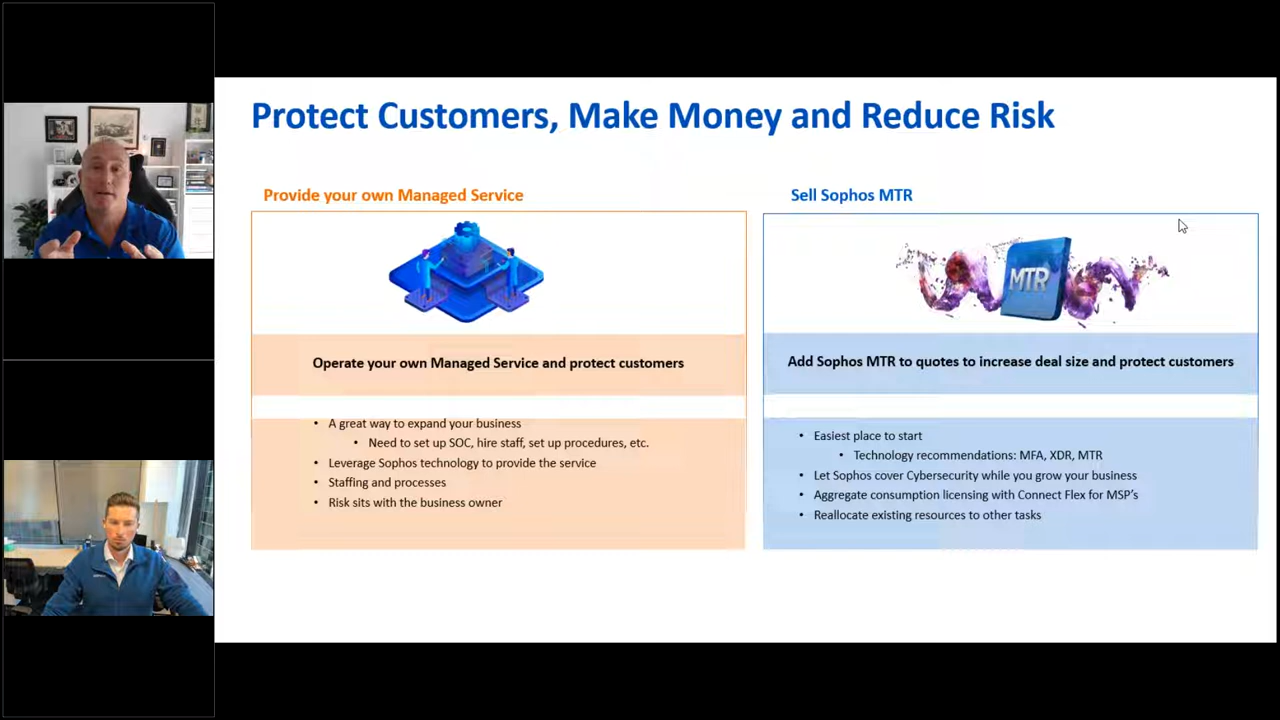 Protect Customers, Make Money and Reduce Risk
Provide your own Managed Service
Operate your own Managed Service and protect customers
• A great way to expand your business
• Need to set up SOC, hire staff, set up procedures, etc.
• Leverage Sophos technology to provide the service
• Staffing and processes
• Risk sits with the business owner
Sell Sophos MTR
MTR
Add Sophos MTR to quotes to increase deal size and protect customers
• Easiest place to start
• Technology recommendations: MFA, XDR, MTR
• Let Sophos cover Cybersecurity while you grow your business
• Aggregate consumption licensing with Connect Flex for MSP's
• Reallocate existing resources to other tasks